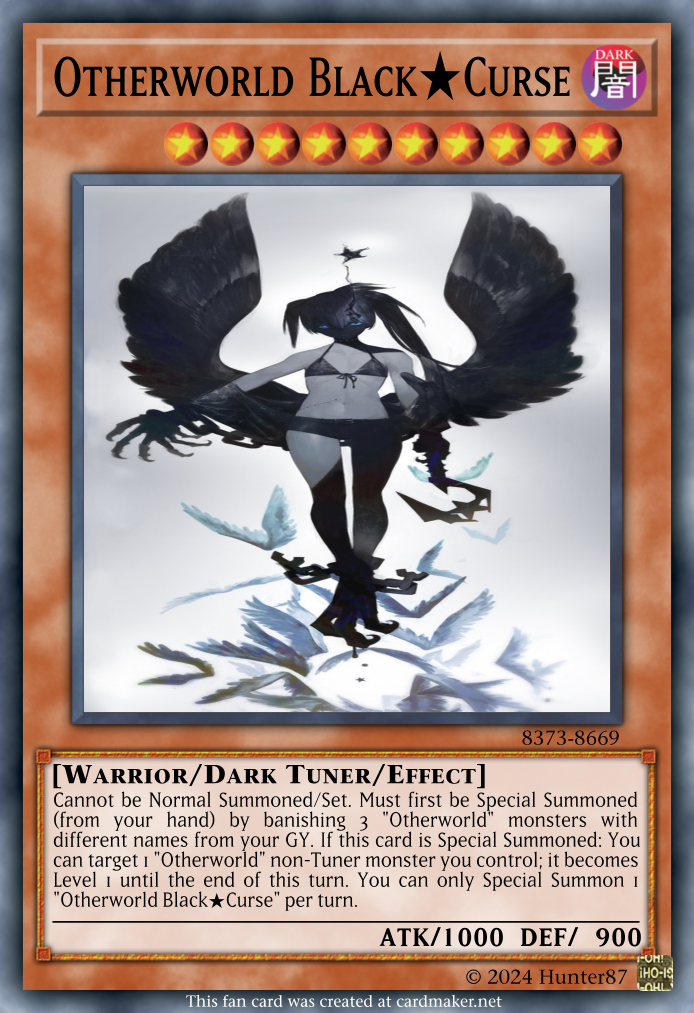 Otherworld Black★Curse
DARK
闇
8373-8669
[Warrior/Dark Tuner/Effect]
Cannot be Normal Summoned/Set. Must first be Special Summoned
(from your hand) by banishing 3 "Otherworld" monsters with
different names from your GY. If this card is Special Summoned: You
can target 1 "Otherworld" non-Tuner monster you control; it becomes
Level 1 until the end of this turn. You can only Special Summon 1
"Otherworld Black★Curse" per turn.
ATK/1000 DEF/ 900
© 2024 Hunter87
This fan card was created at cardmaker.net